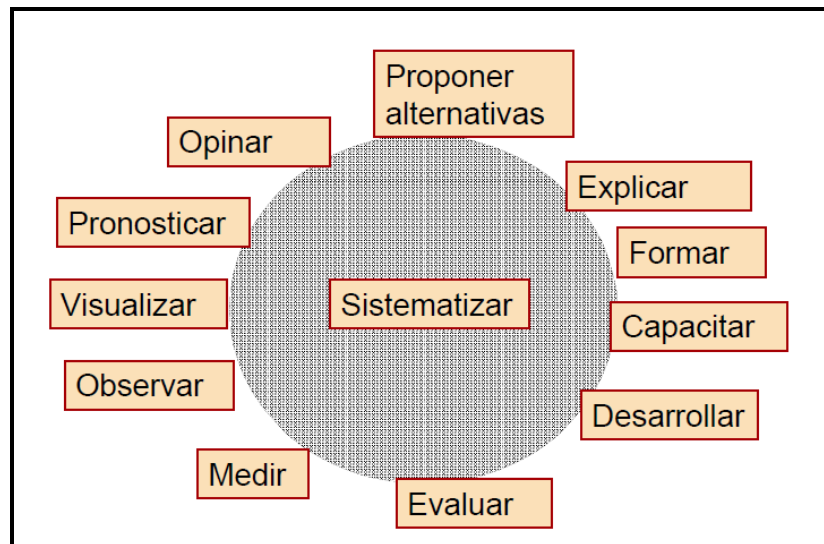 Proponer
alternativas
Opinar
Explicar
Pronosticar
Formar
Visualizar
Sistematizar
Capacitar
Observar
Desarrollar
Medir
Evaluar